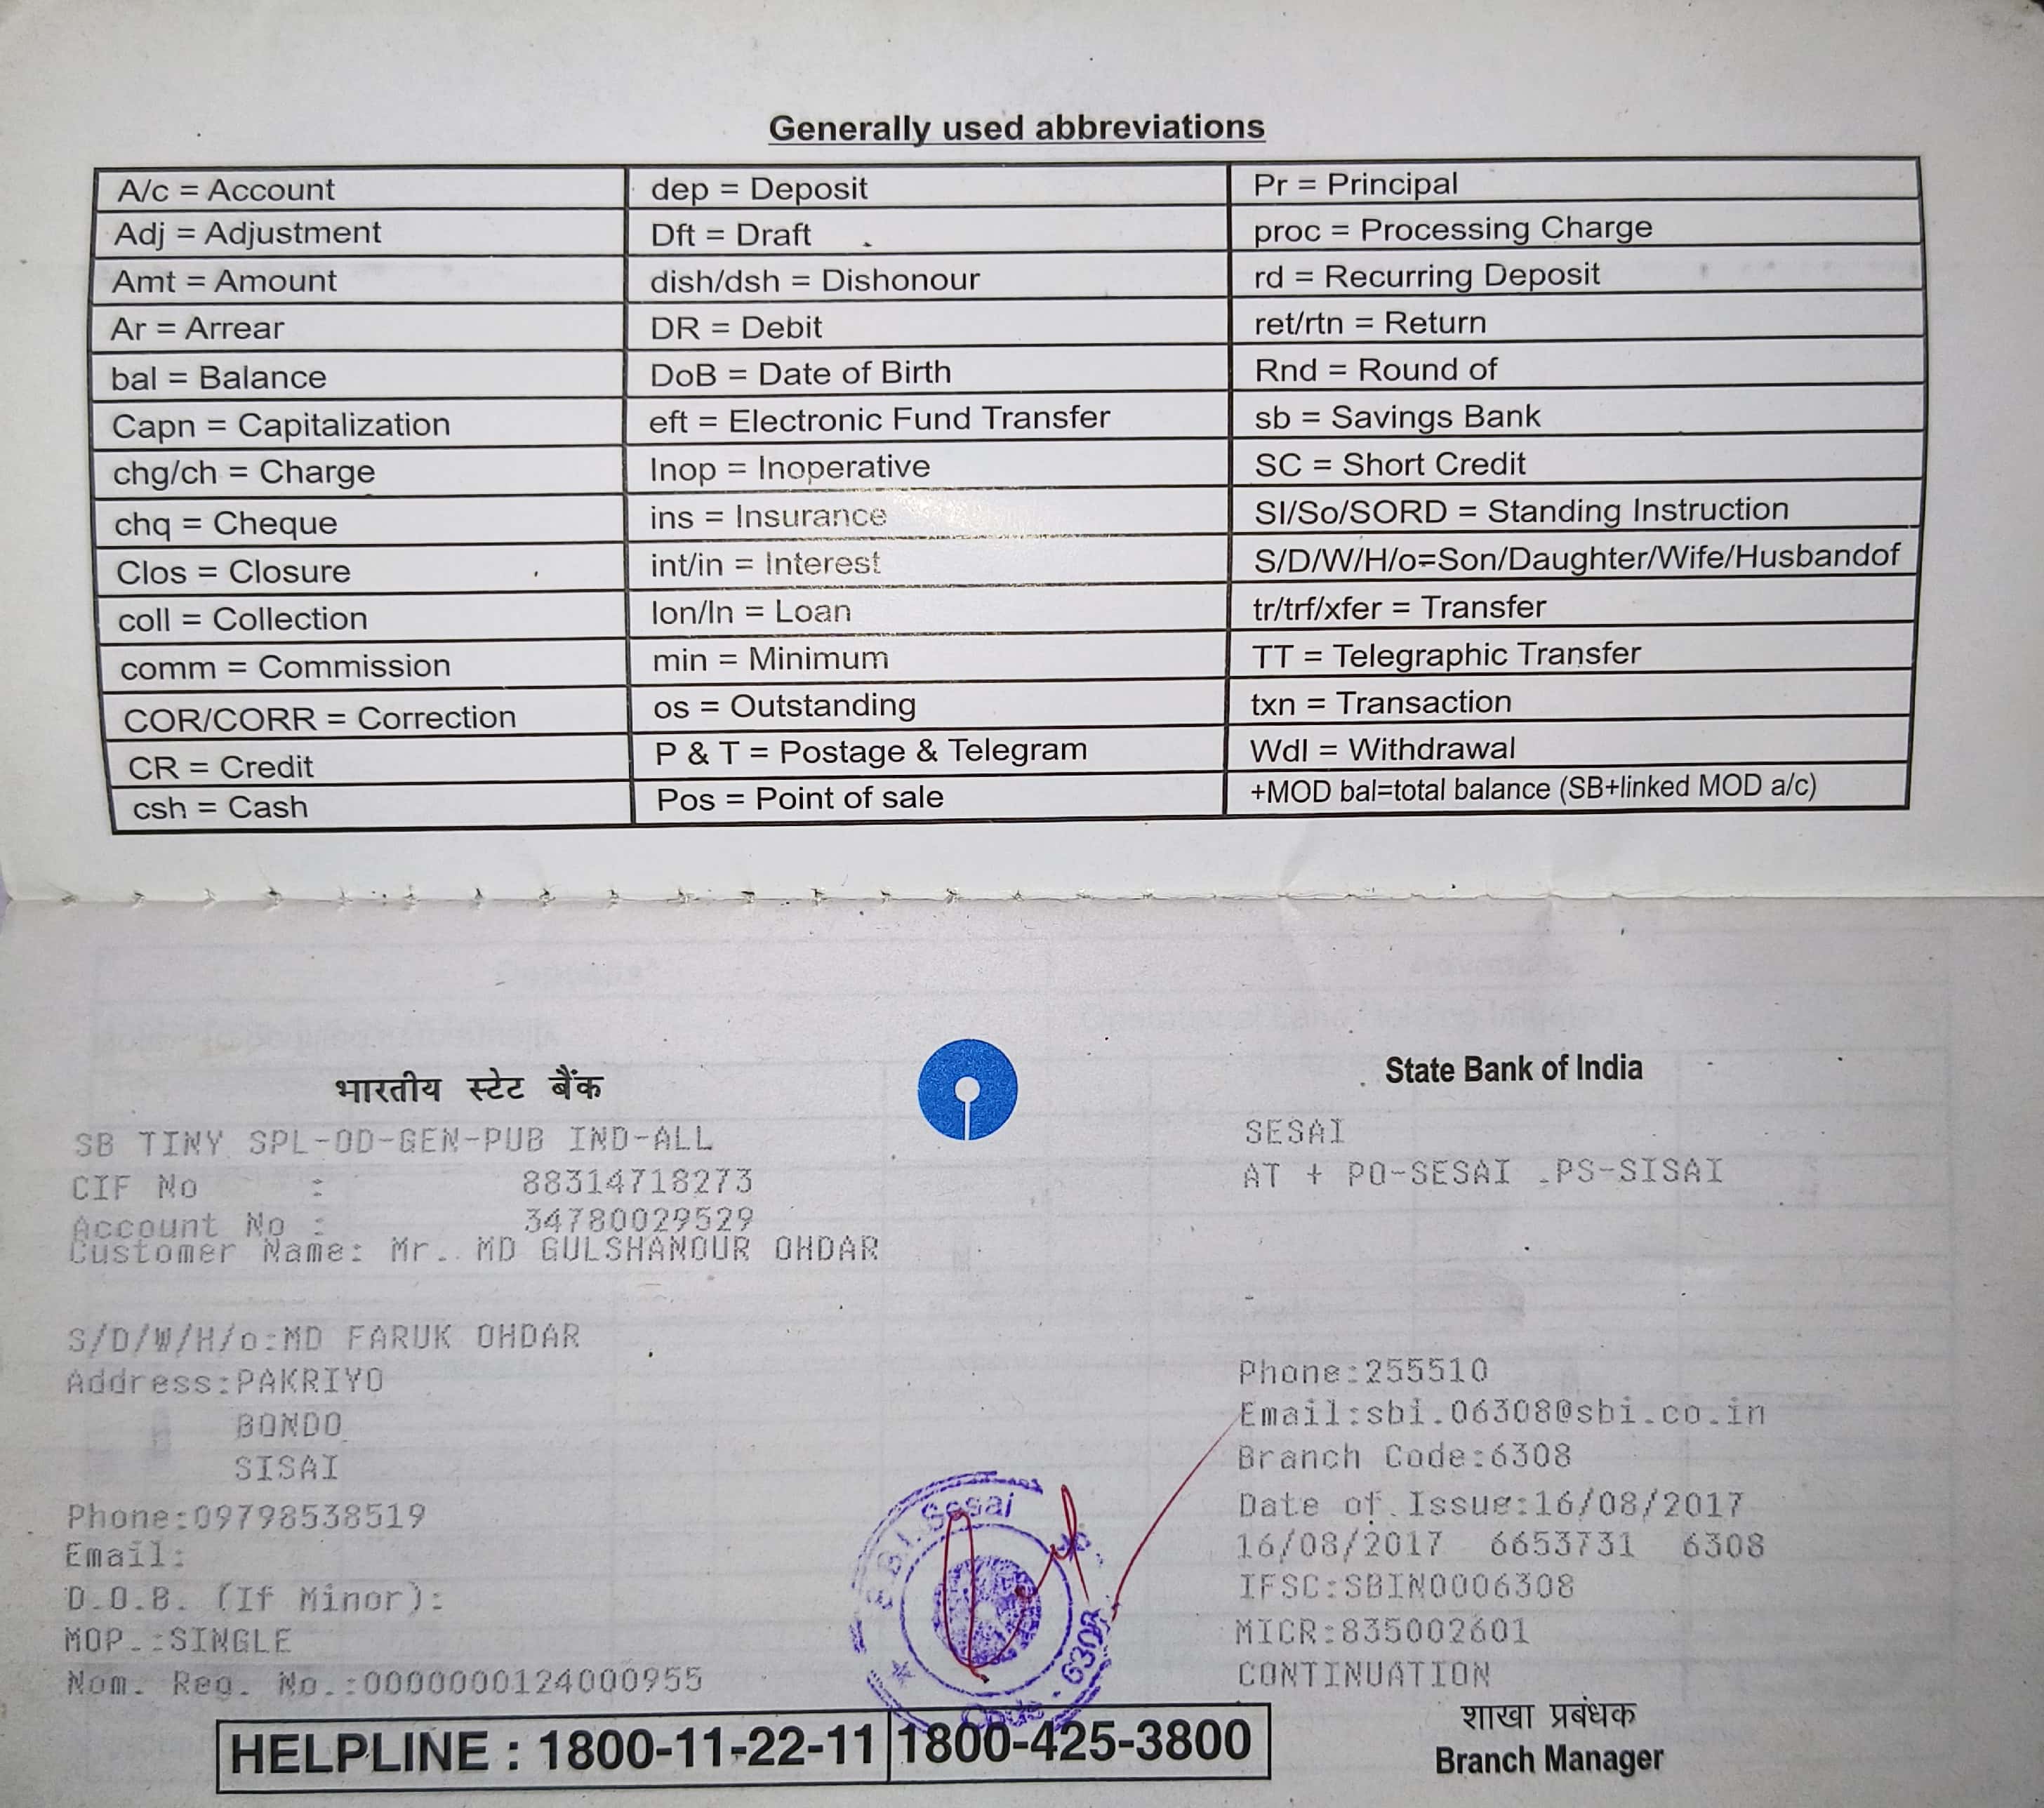 Generally used abbreviations
A/c = Account
Adj = Adjustment
Amt = Amount
Ar = Arrear
bal = Balance
Capn = Capitalization
chg/ch = Charge
chq = Cheque
Clos = Closure
coll = Collection
comm = Commission
COR/CORR = Correction
CR = Credit
csh = Cash
dep = Deposit
Dft = Draft
dish/dsh = Dishonour
DR = Debit
DoB = Date of Birth
eft = Electronic Fund Transfer
Inop = Inoperative
ins = Insurance
int/in = Interest
lon/ln = Loan
min = Minimum
os = Outstanding
P & T = Postage & Telegram
Pos = Point of sale
Pr = Principal
proc = Processing Charge
rd = Recurring Deposit
ret/rtn = Return
Rnd = Round of
sb = Savings Bank
SC = Short Credit
SI/So/SORD = Standing Instruction
S/D/W/H/o=Son/Daughter/Wife/Husbandof
tr/trf/xfer = Transfer
TT = Telegraphic Transfer
txn = Transaction
Wdl = Withdrawal
+MOD bal=total balance (SB+linked MOD a/c)
भारतीय स्टेट बैंक
SB TINY SPL-OD-GEN-PUB IND-ALL
CIF No : 88314718273
Account No : 34780029529
Customer Name: Mr. MD GULSHANOUR OHDAR
S/D/W/H/o:MD FARUK OHDAR
Address:PAKRIYO
BONDO
SISAI
Phone:09798538519
Email:
D.O.B. (If Minor):
MOP.:SINGLE
Nom. Reg. No.:0000000124000955
State Bank of India
SESAI
AT + PO-SESAI .PS-SISAI
Phone:255510
Email:sbi.06308@sbi.co.in
Branch Code:6308
Date of Issue:16/08/2017
16/08/2017 6653731 6308
IFSC:SBIN0006308
MICR:835002601
CONTINUATION
शाखा प्रबंधक
Branch Manager
S.B.I. Sesai
Code - 6308
HELPLINE : 1800-11-22-11 1800-425-3800